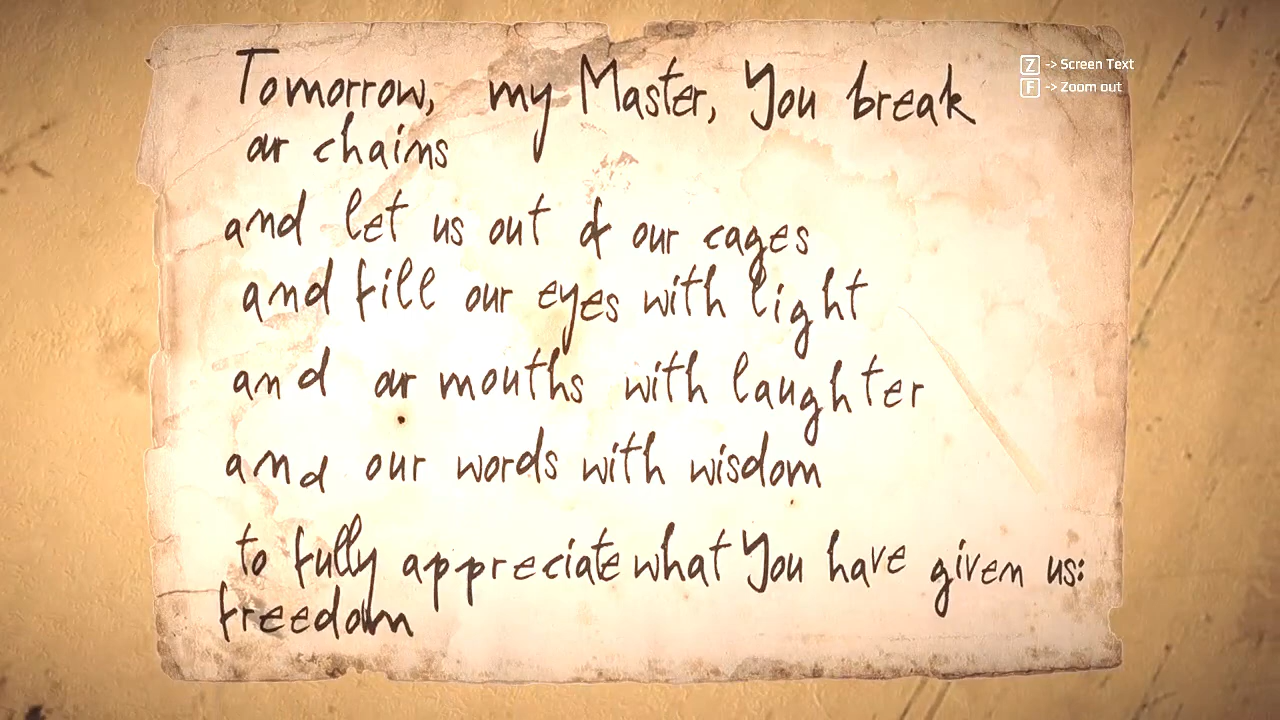 Tomorrow, my Master, You break
our chains
and let us out of our cages
and fill our eyes with light
and our mouths with laughter
and our words with wisdom
to fully appreciate what You have given us:
freedom
Z -> Screen Text
F -> Zoom out